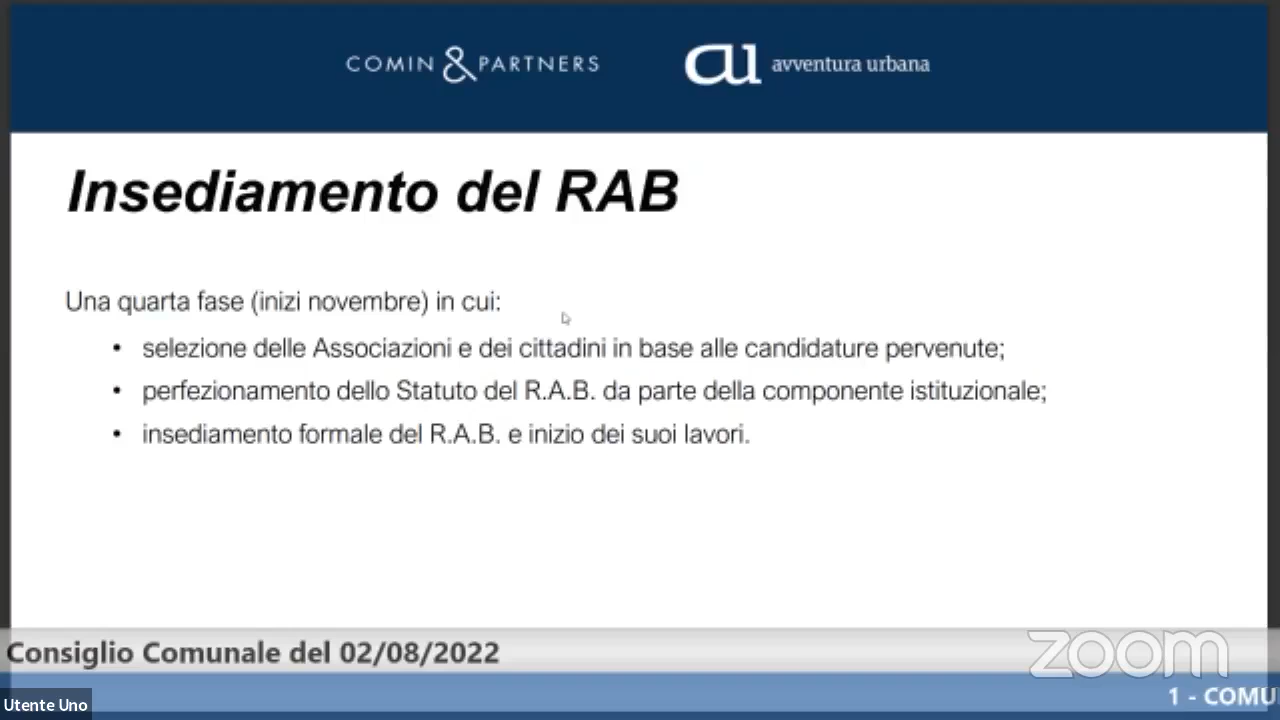 COMIN & PARTNERS
au avventura urbana
Insediamento del RAB
Una quarta fase (inizi novembre) in cui:
• selezione delle Associazioni e dei cittadini in base alle candidature pervenute;
• perfezionamento dello Statuto del R.A.B. da parte della componente istituzionale;
• insediamento formale del R.A.B. e inizio dei suoi lavori.
Consiglio Comunale del 02/08/2022
zoom
1 - COMU
Utente Uno